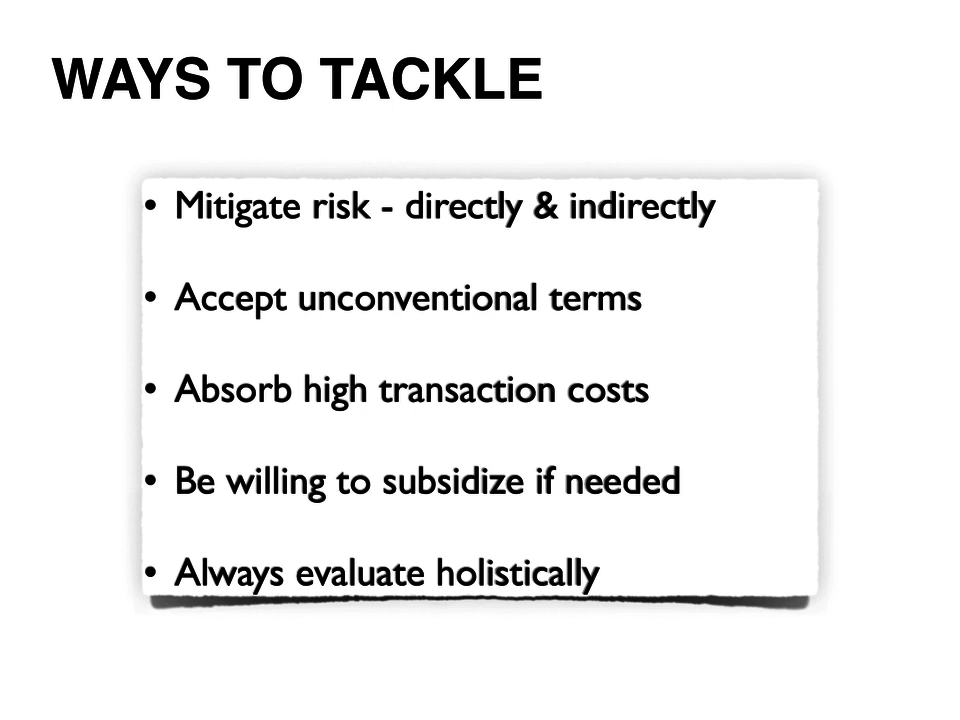 WAYS TO TACKLE
• Mitigate risk - directly & indirectly
• Accept unconventional terms
• Absorb high transaction costs
• Be willing to subsidize if needed
• Always evaluate holistically